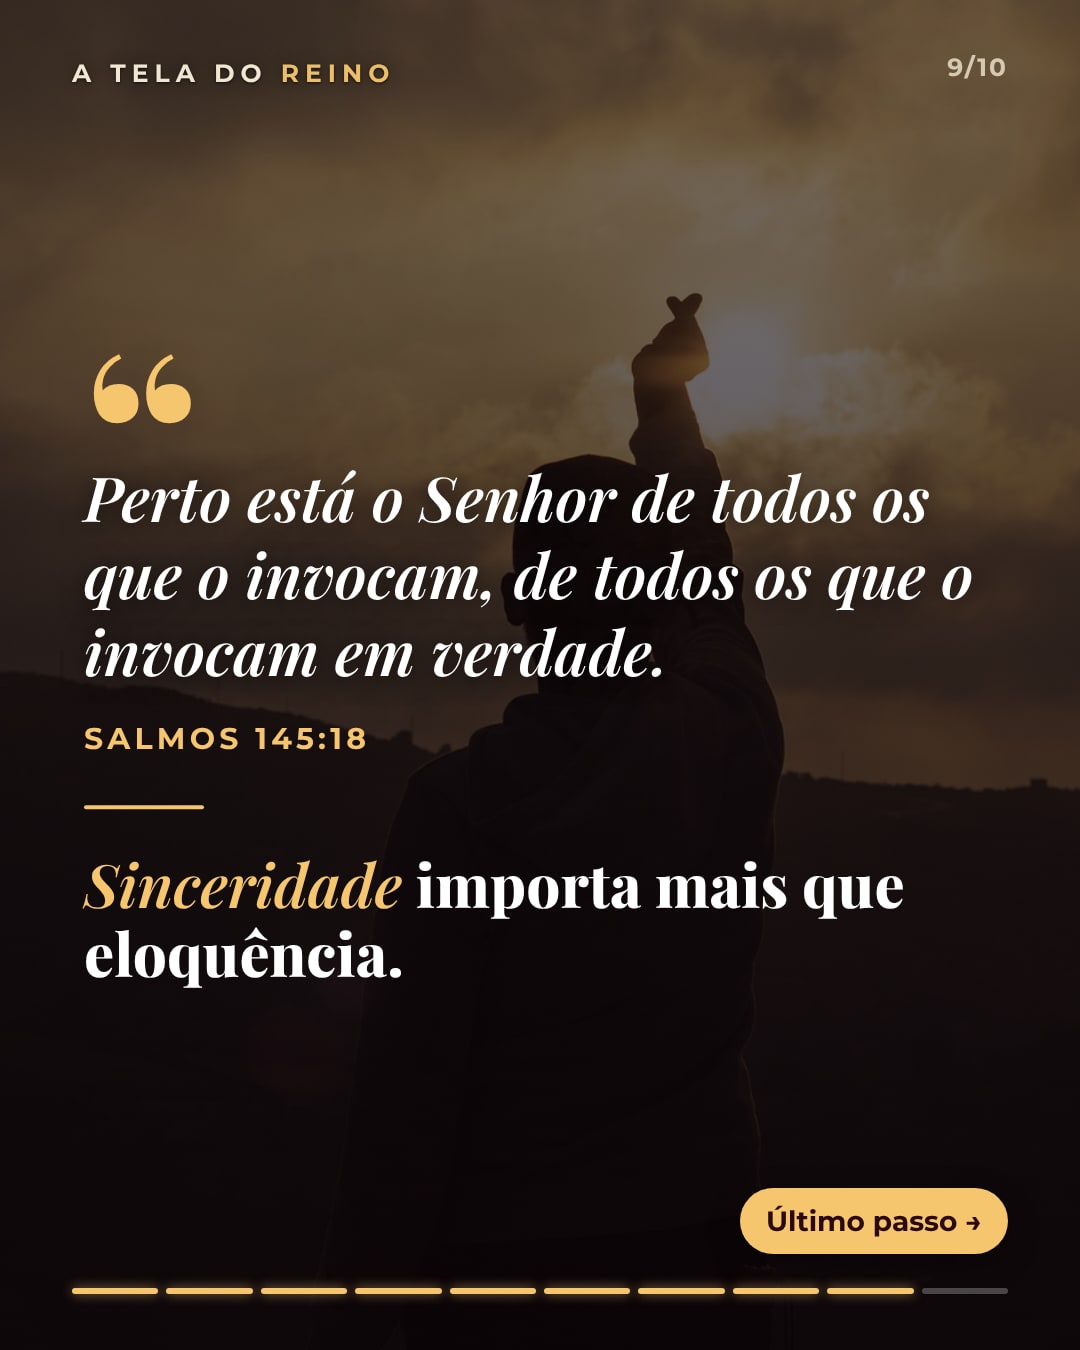 A TELA DO REINO
9/10
“
Perto está o Senhor de todos os
que o invocam, de todos os que o
invocam em verdade.
SALMOS 145:18
Sinceridade importa mais que
eloquência.
Último passo →